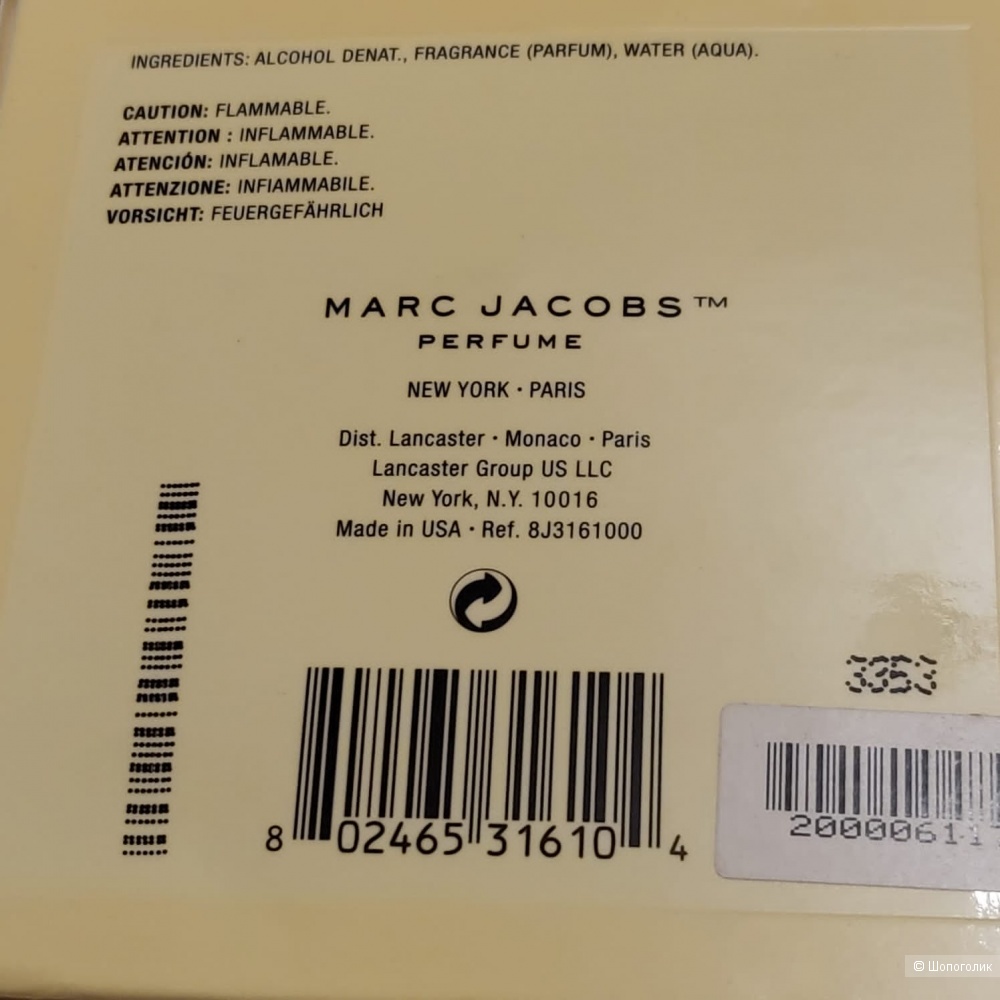 INGREDIENTS: ALCOHOL DENAT., FRAGRANCE (PARFUM), WATER (AQUA).
CAUTION: FLAMMABLE.
ATTENTION : INFLAMMABLE.
ATENCIÓN: INFLAMABLE.
ATTENZIONE: INFIAMMABILE.
VORSICHT: FEUERGEFÄHRLICH
MARC JACOBS™
PERFUME
NEW YORK · PARIS
Dist. Lancaster · Monaco · Paris
Lancaster Group US LLC
New York, N.Y. 10016
Made in USA · Ref. 8J3161000
3353
8 02465 31610 4
20000611
© Шопоголик